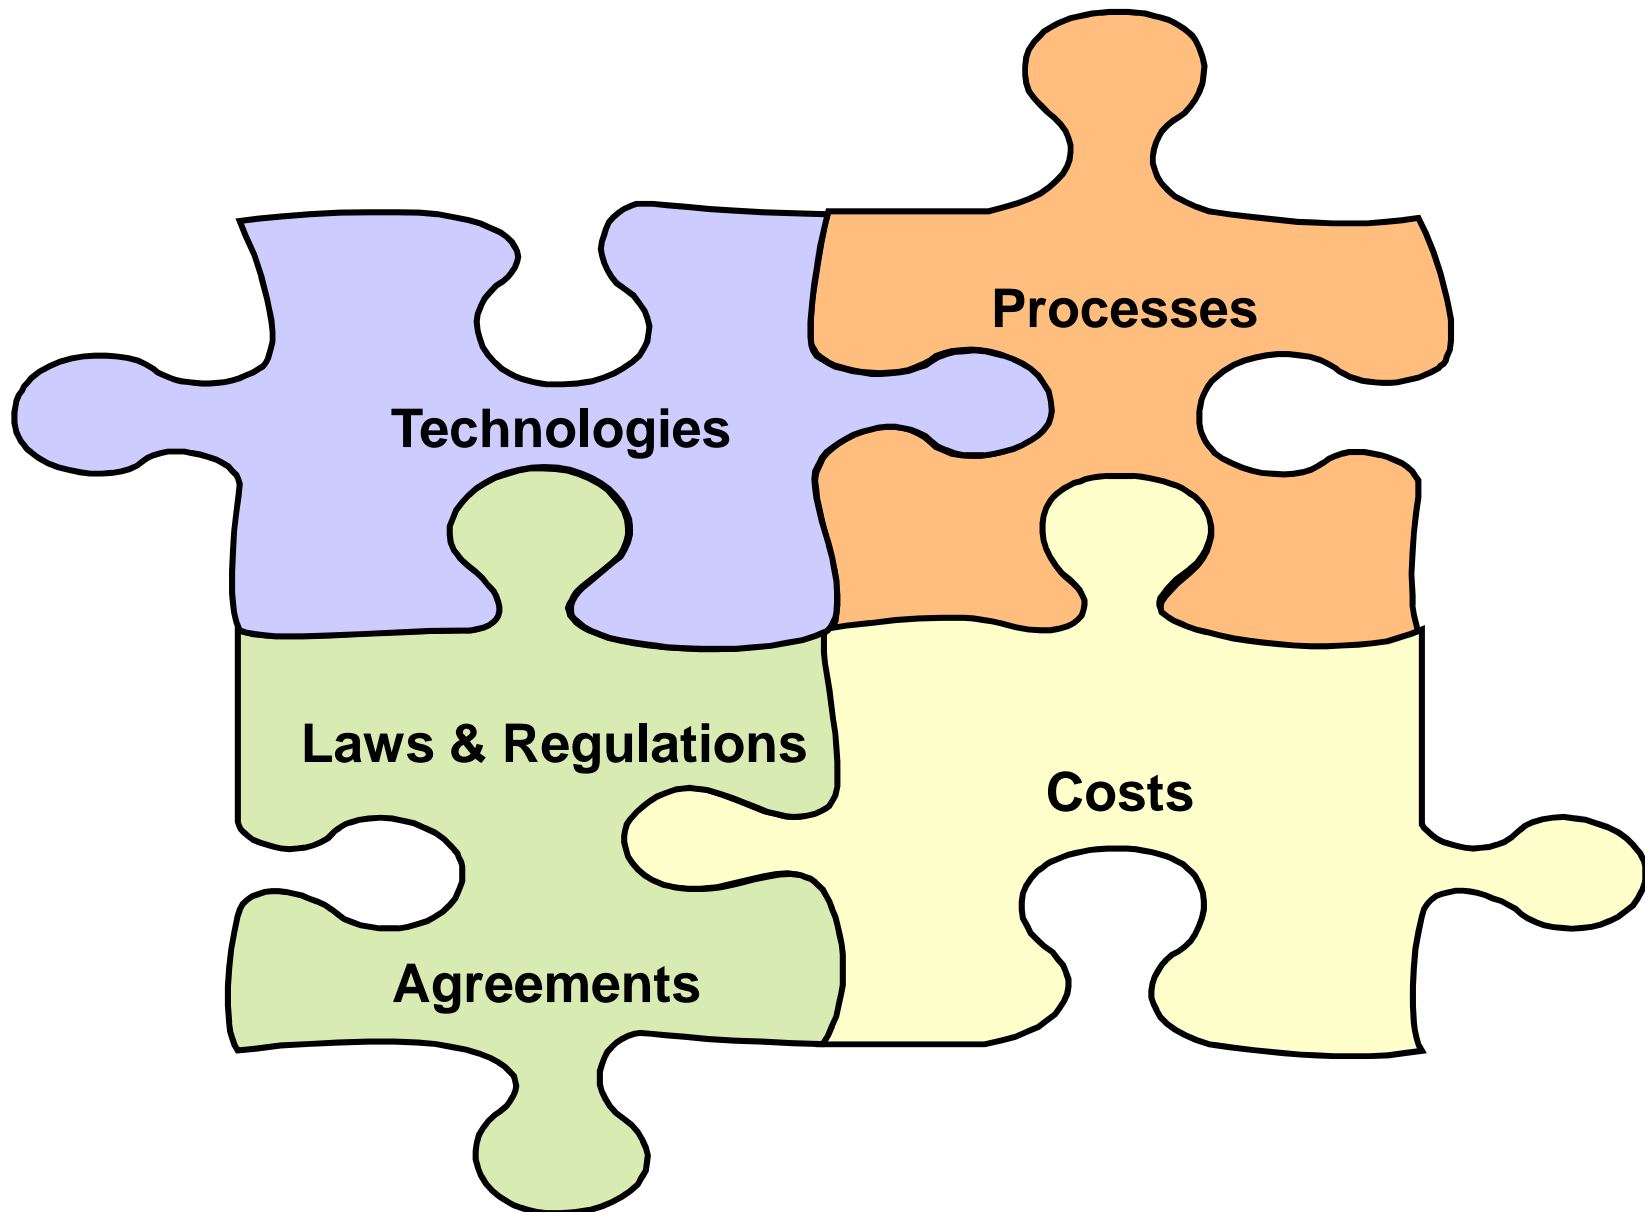 Processes
Technologies
Laws & Regulations
Costs
Agreements